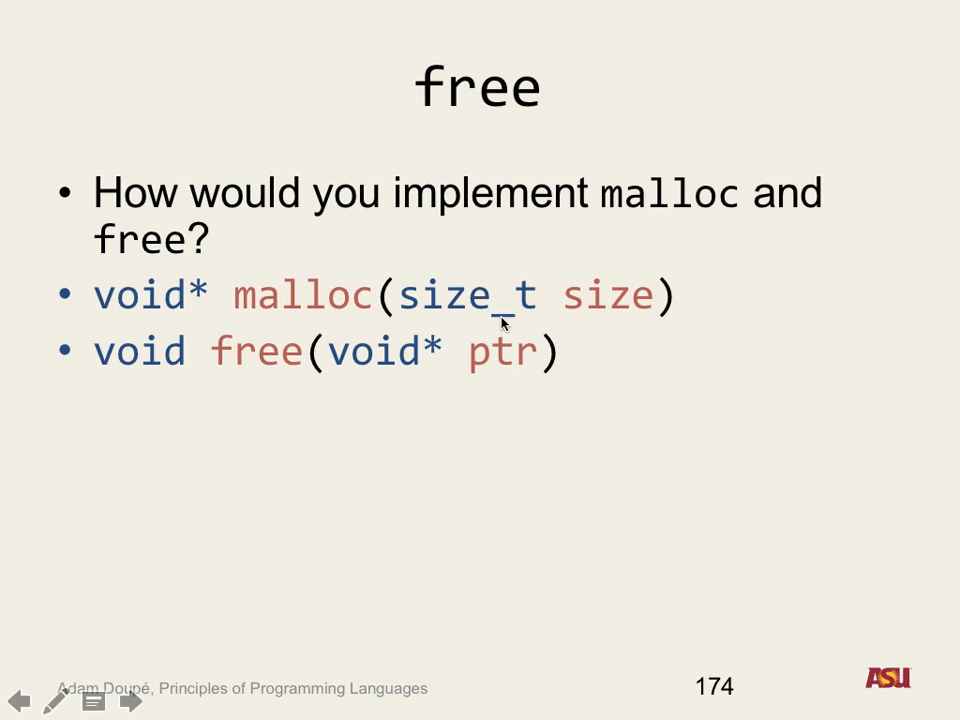 free
• How would you implement malloc and
free?
• void* malloc(size_t size)
• void free(void* ptr)
Adam Doupé, Principles of Programming Languages
174
ASU